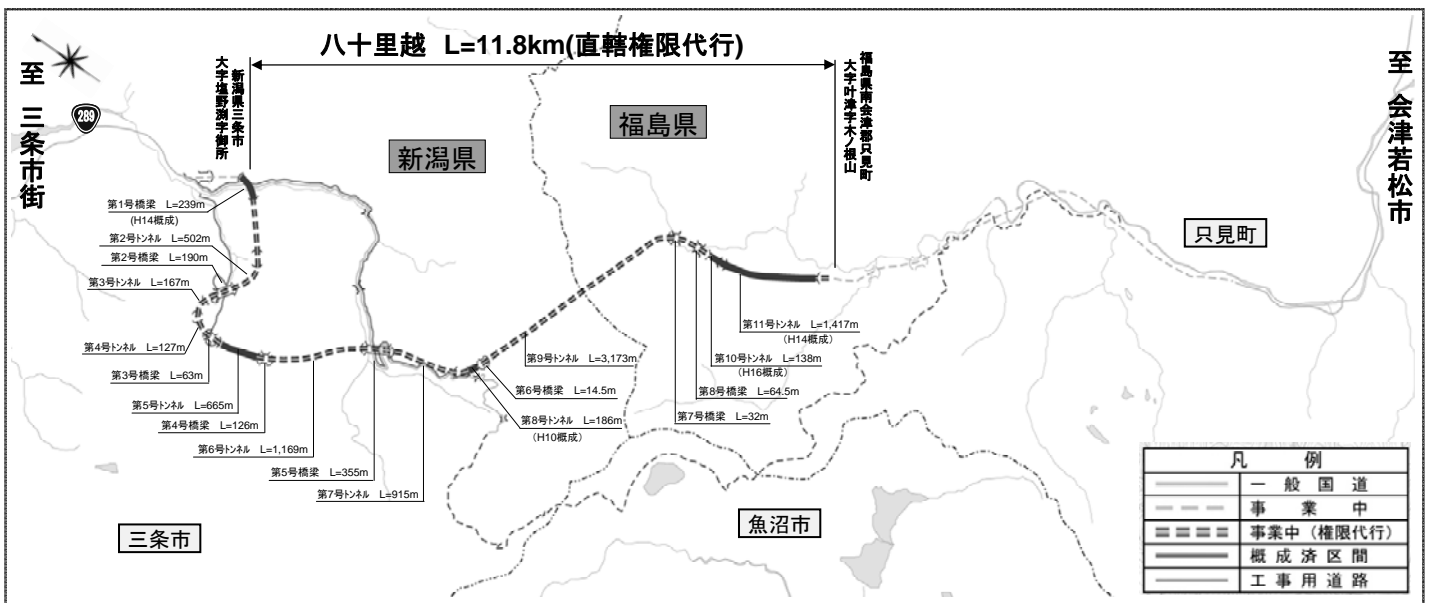 八十里越 L=11.8km(直轄権限代行)
至 三条市街
289
新潟県三条市
大字塩野渕字御所
福島県南会津郡只見町
大字叶津字木ノ根山
至 会津若松市
新潟県
福島県
只見町
第1号橋梁 L=239m
(H14概成)
第2号トンネル L=502m
第2号橋梁 L=190m
第3号トンネル L=167m
第4号トンネル L=127m
第3号橋梁 L=63m
第5号トンネル L=665m
第4号橋梁 L=126m
第6号トンネル L=1,169m
第5号橋梁 L=355m
第7号トンネル L=915m
第8号トンネル L=186m
(H10概成)
第6号橋梁 L=14.5m
第9号トンネル L=3,173m
第7号橋梁 L=32m
第8号橋梁 L=64.5m
第10号トンネル L=138m
(H16概成)
第11号トンネル L=1,417m
(H14概成)
三条市
魚沼市
凡例
一般国道
事業中
事業中（権限代行）
概成済区間
工事用道路